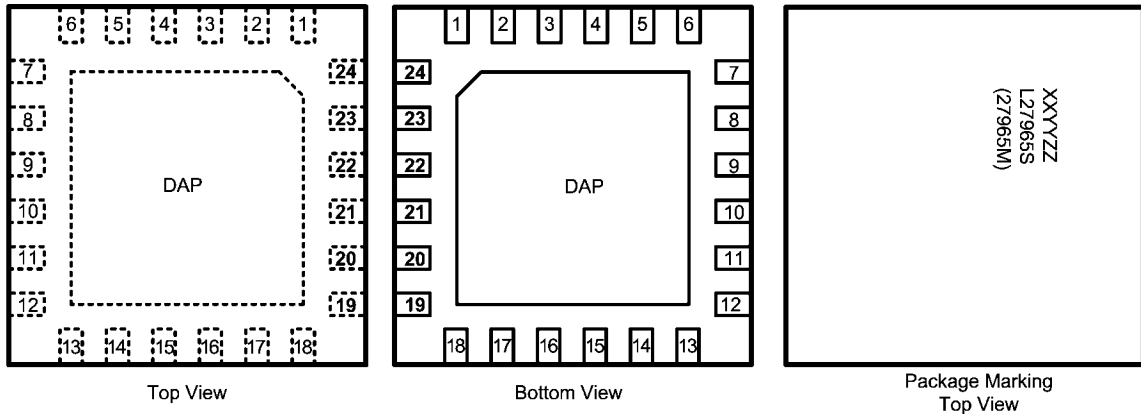 6 5 4 3 2 1
7 24
8 23
9 DAP 22
10 21
11 20
12 19
13 14 15 16 17 18
Top View
1 2 3 4 5 6
24 7
23 8
22 DAP 9
21 10
20 11
19 12
18 17 16 15 14 13
Bottom View
XXYYZZ
L27965S
(27965M)
Package Marking
Top View